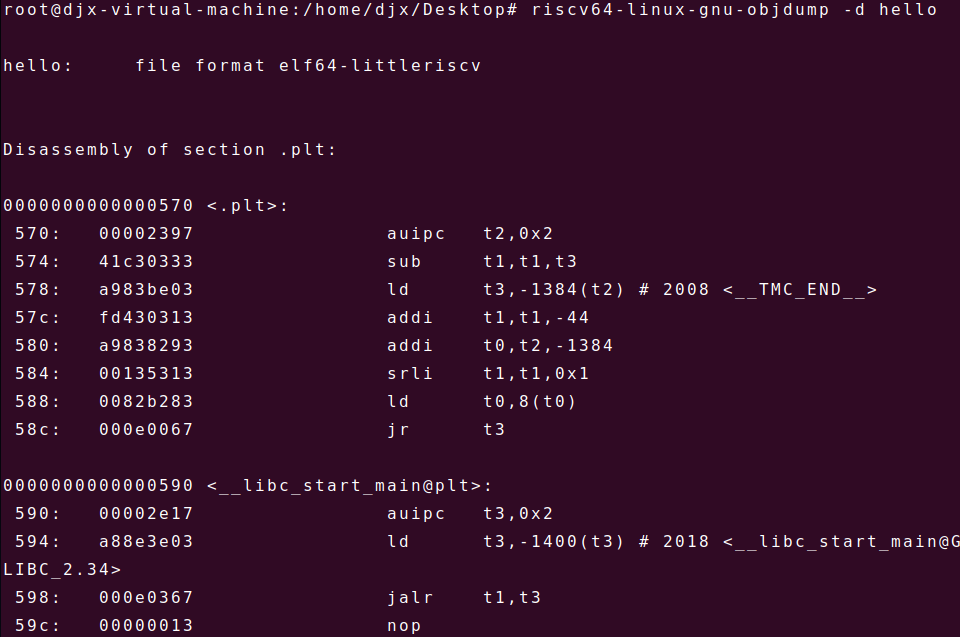 root@djx-virtual-machine:/home/djx/Desktop# riscv64-linux-gnu-objdump -d hello
hello:     file format elf64-littleriscv
Disassembly of section .plt:
0000000000000570 <.plt>:
 570:   00002397                auipc   t2,0x2
 574:   41c30333                sub     t1,t1,t3
 578:   a983be03                ld      t3,-1384(t2) # 2008 <__TMC_END__>
 57c:   fd430313                addi    t1,t1,-44
 580:   a9838293                addi    t0,t2,-1384
 584:   00135313                srli    t1,t1,0x1
 588:   0082b283                ld      t0,8(t0)
 58c:   000e0067                jr      t3
0000000000000590 <__libc_start_main@plt>:
 590:   00002e17                auipc   t3,0x2
 594:   a88e3e03                ld      t3,-1400(t3) # 2018 <__libc_start_main@G
LIBC_2.34>
 598:   000e0367                jalr    t1,t3
 59c:   00000013                nop